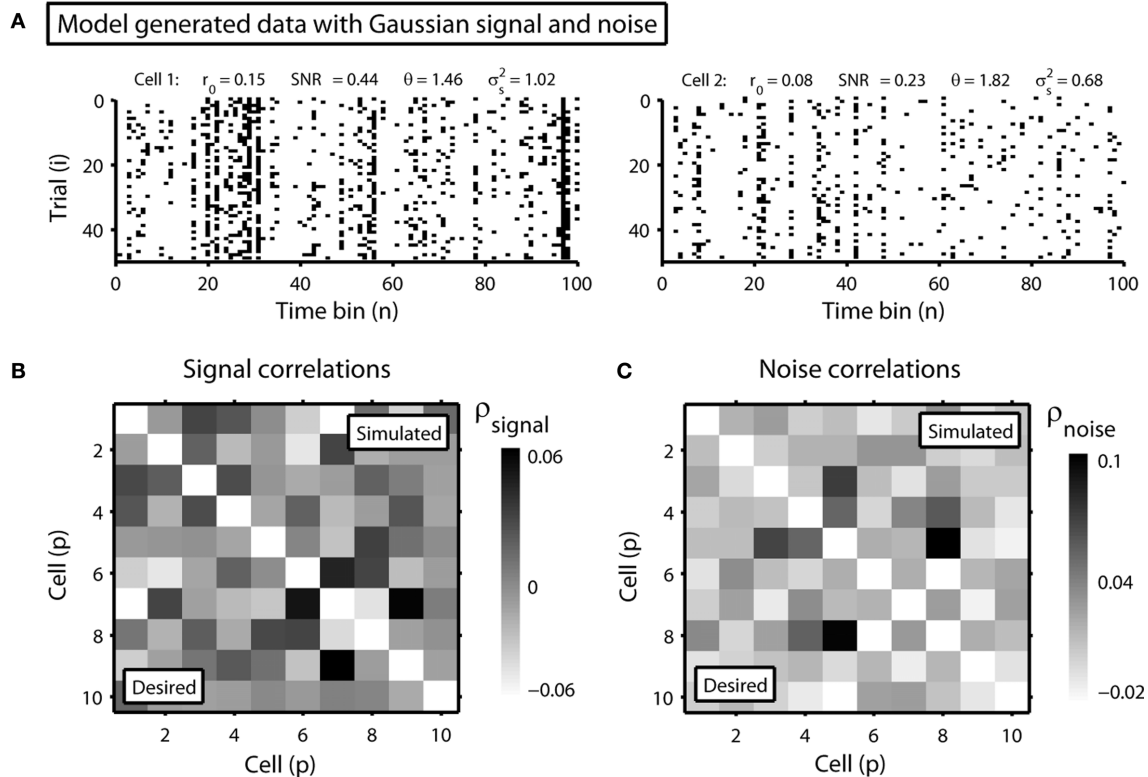 A
Model generated data with Gaussian signal and noise
Cell 1: r0 = 0.15 SNR = 0.44 θ = 1.46 σs² = 1.02
Cell 2: r0 = 0.08 SNR = 0.23 θ = 1.82 σs² = 0.68
0
20
40
Trial (i)
0 20 40 60 80 100
Time bin (n)
0
20
40
0 20 40 60 80 100
Time bin (n)
B
Signal correlations
Simulated
Desired
2
4
6
8
10
Cell (p)
2 4 6 8 10
Cell (p)
ρsignal
0.06
0
−0.06
C
Noise correlations
Simulated
Desired
2
4
6
8
10
Cell (p)
2 4 6 8 10
Cell (p)
ρnoise
0.1
0.04
−0.02